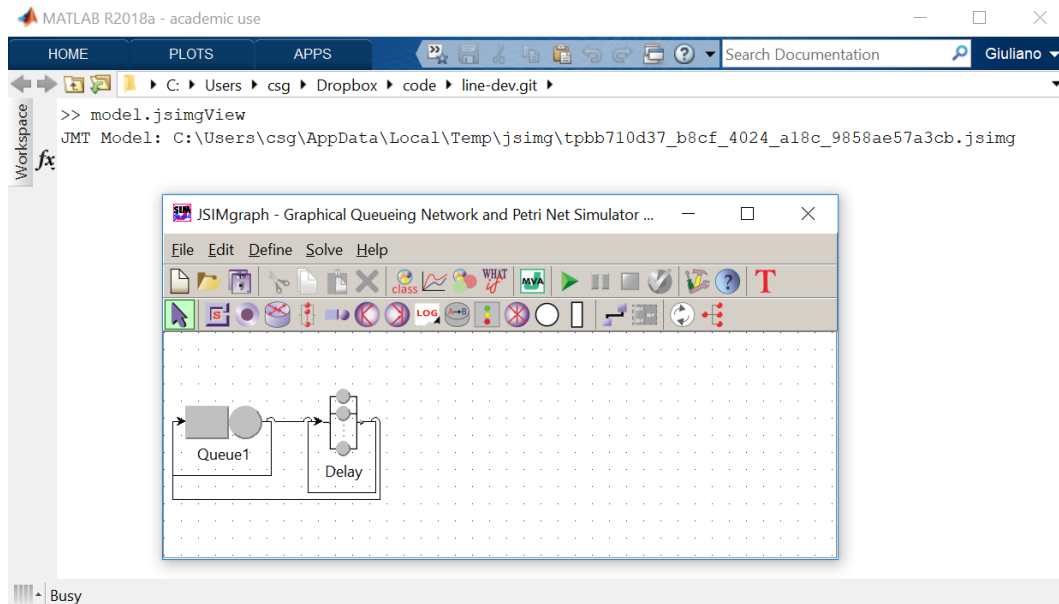 MATLAB R2018a - academic use
HOME PLOTS APPS Search Documentation Giuliano
C: Users csg Dropbox code line-dev.git
Workspace
fx
>> model.jsimgView
JMT Model: C:\Users\csg\AppData\Local\Temp\jsimg\tpbb710d37_b8cf_4024_a18c_9858ae57a3cb.jsimg
SIM JSIMgraph - Graphical Queueing Network and Petri Net Simulator ...
File Edit Define Solve Help
class WHAT IF MVA ? T
S LOG A→B
Queue1
Delay
Busy